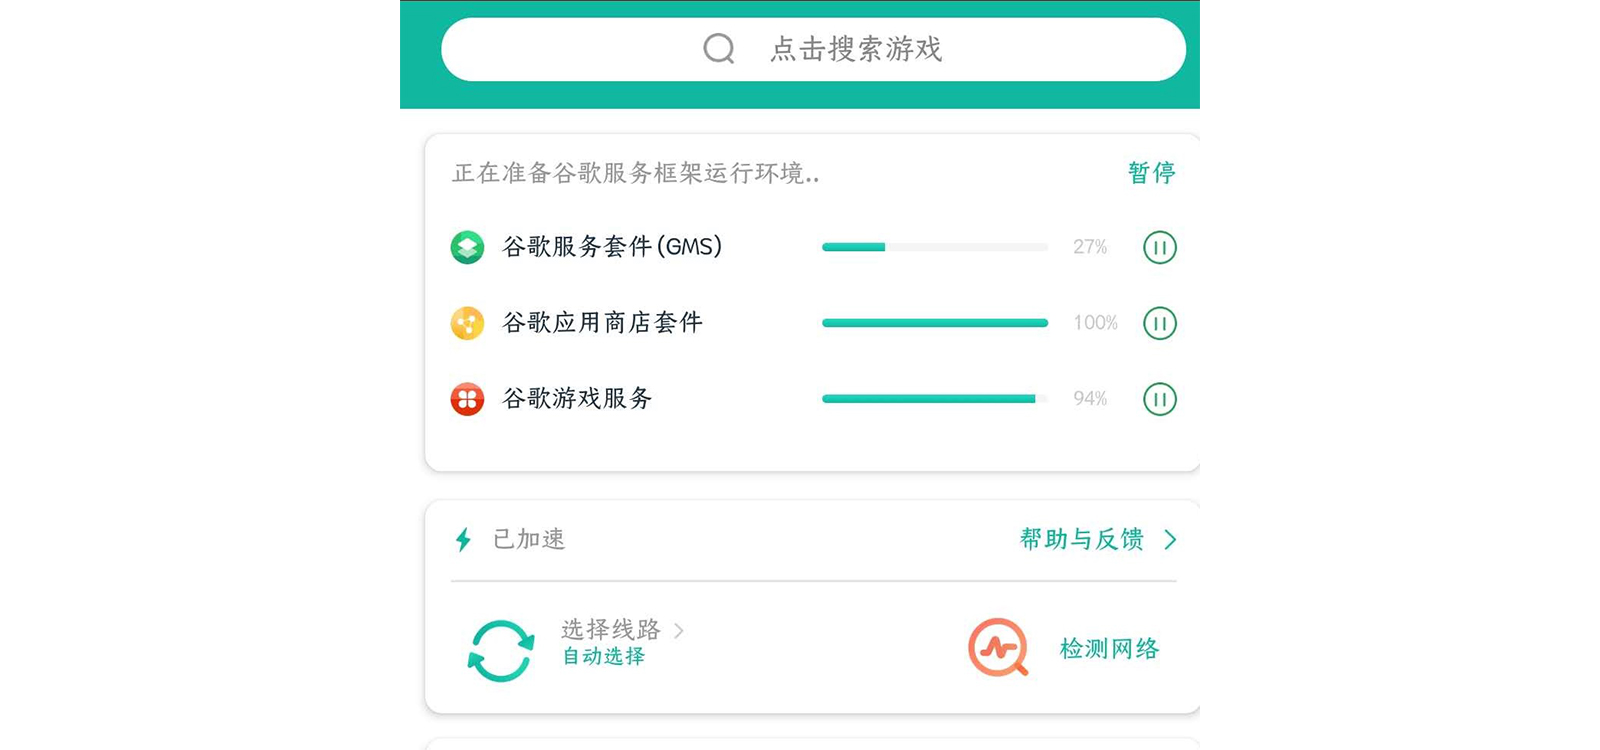 点击搜索游戏
正在准备谷歌服务框架运行环境.. 暂停
谷歌服务套件(GMS) 27%
谷歌应用商店套件 100%
谷歌游戏服务 94%
已加速 帮助与反馈
选择线路
自动选择
检测网络